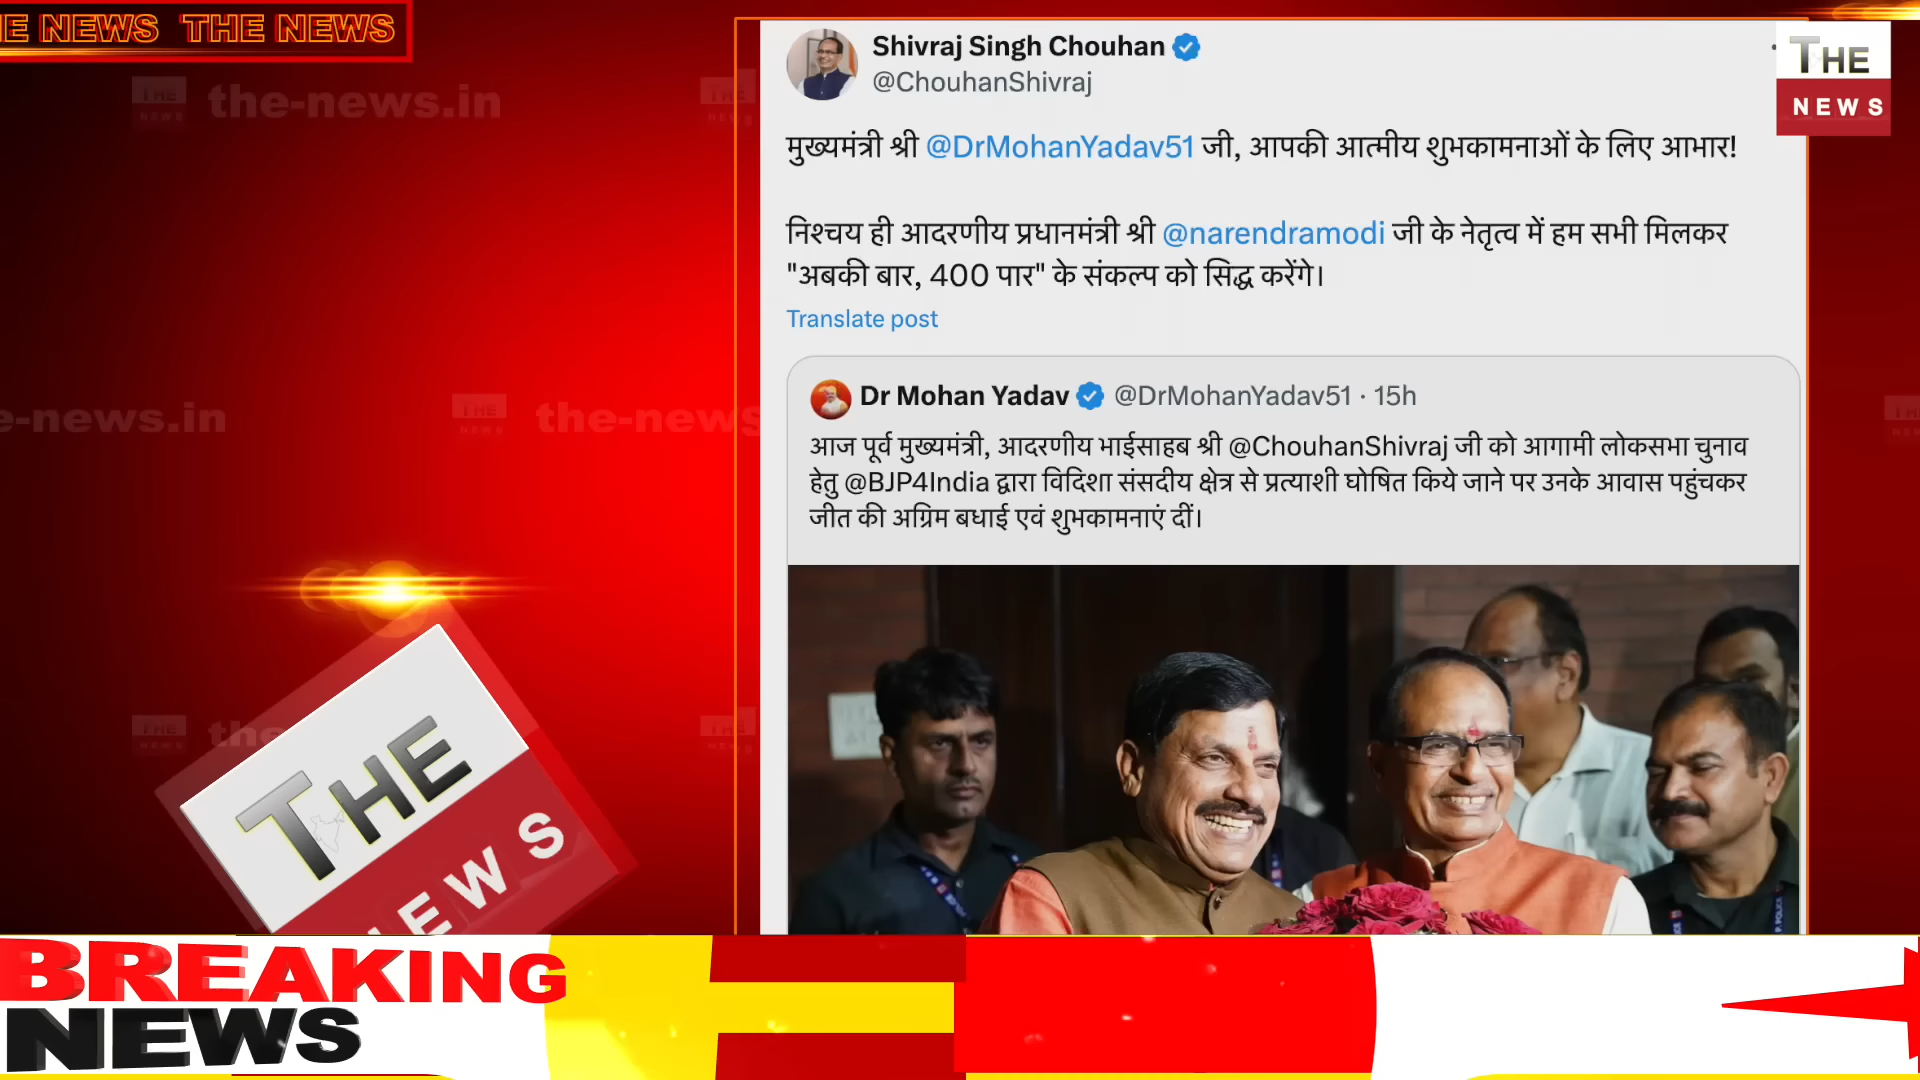 THE NEWS THE NEWS
the-news.in
THE
NEWS
Shivraj Singh Chouhan
@ChouhanShivraj
मुख्यमंत्री श्री @DrMohanYadav51 जी, आपकी आत्मीय शुभकामनाओं के लिए आभार!
निश्चय ही आदरणीय प्रधानमंत्री श्री @narendramodi जी के नेतृत्व में हम सभी मिलकर
"अबकी बार, 400 पार" के संकल्प को सिद्ध करेंगे।
Translate post
Dr Mohan Yadav @DrMohanYadav51 · 15h
आज पूर्व मुख्यमंत्री, आदरणीय भाईसाहब श्री @ChouhanShivraj जी को आगामी लोकसभा चुनाव
हेतु @BJP4India द्वारा विदिशा संसदीय क्षेत्र से प्रत्याशी घोषित किये जाने पर उनके आवास पहुंचकर
जीत की अग्रिम बधाई एवं शुभकामनाएं दीं।
e-news.in
THE
NEWS
the-news
THE
NEWS
BREAKING
NEWS